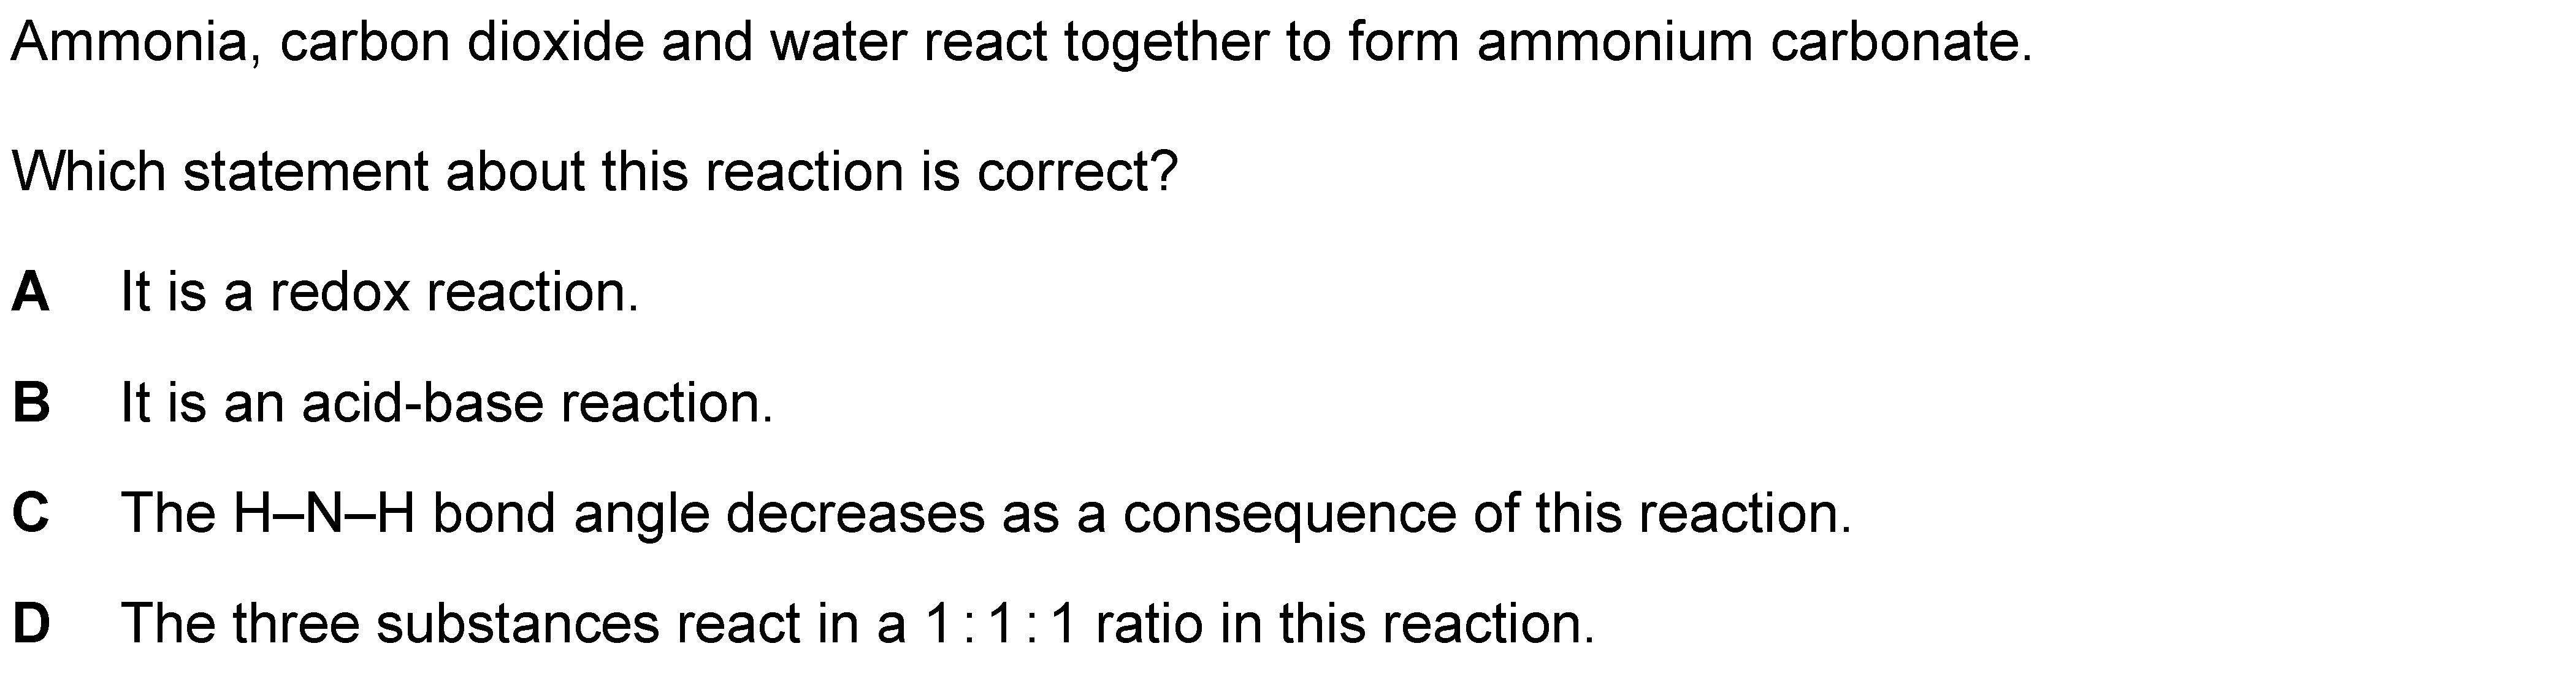 Ammonia, carbon dioxide and water react together to form ammonium carbonate.
Which statement about this reaction is correct?
A It is a redox reaction.
B It is an acid-base reaction.
C The H–N–H bond angle decreases as a consequence of this reaction.
D The three substances react in a 1 : 1 : 1 ratio in this reaction.